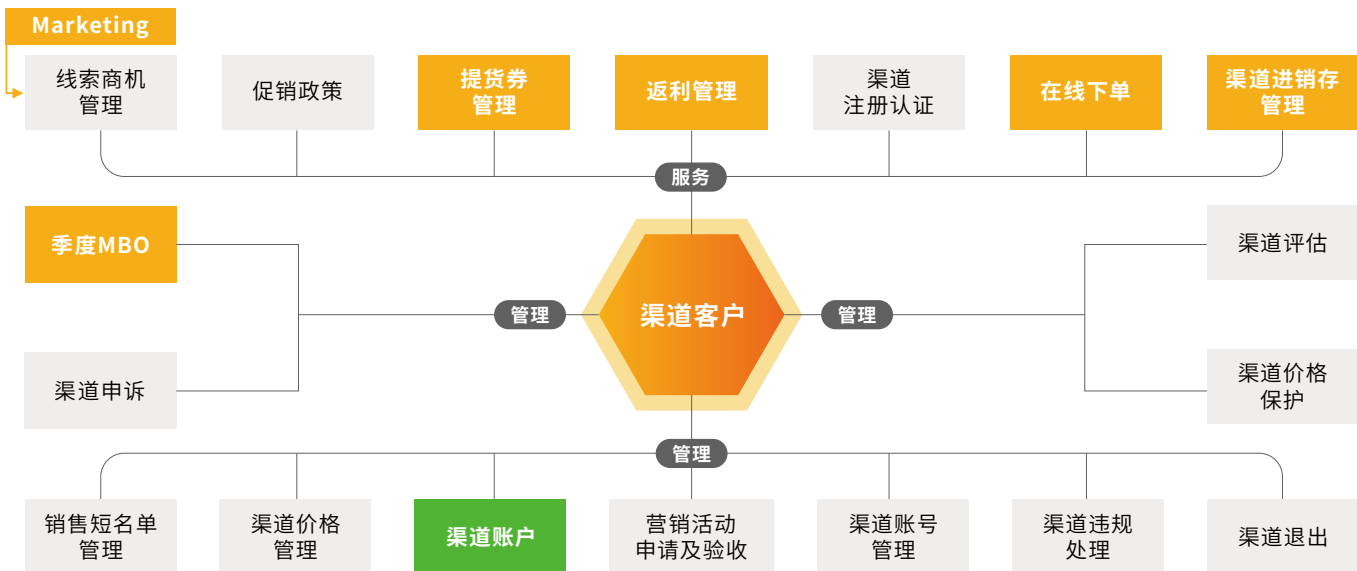 Marketing
线索商机
管理
促销政策
提货券
管理
返利管理
渠道
注册认证
在线下单
渠道进销存
管理
服务
季度MBO
渠道评估
管理
渠道客户
管理
渠道申诉
渠道价格
保护
管理
销售短名单
管理
渠道价格
管理
渠道账户
营销活动
申请及验收
渠道账号
管理
渠道违规
处理
渠道退出